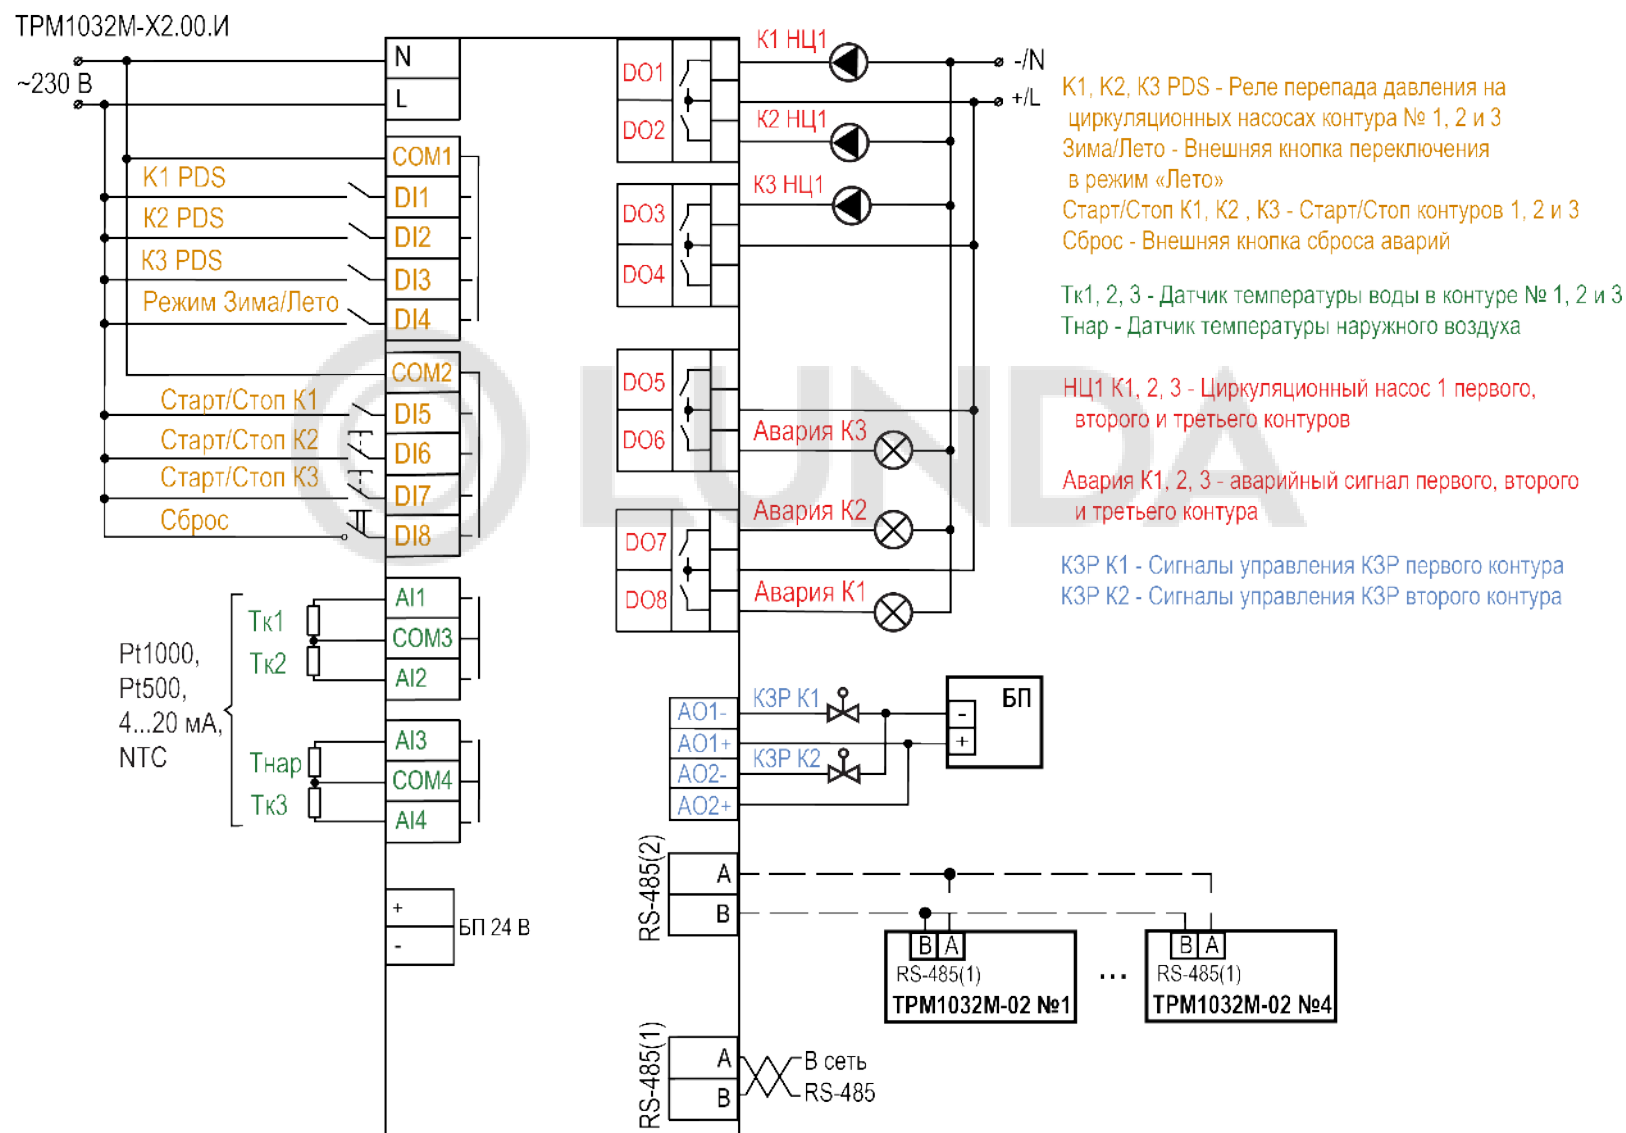 ТРМ1032М-Х2.00.И
~230 В
N
L
COM1
K1 PDS
DI1
K2 PDS
DI2
K3 PDS
DI3
Режим Зима/Лето
DI4
COM2
Старт/Стоп К1
DI5
Старт/Стоп К2
DI6
Старт/Стоп К3
DI7
Сброс
DI8
Pt1000,
Pt500,
4...20 мА,
NTC
Тк1
Тк2
AI1
COM3
AI2
Тнар
Тк3
AI3
COM4
AI4
+
-
БП 24 В
DO1
DO2
К1 НЦ1
К2 НЦ1
-/N
+/L
DO3
DO4
К3 НЦ1
DO5
DO6
Авария К3
DO7
DO8
Авария К2
Авария К1
AO1-
AO1+
AO2-
AO2+
КЗР К1
КЗР К2
БП
-
+
RS-485(2)
A
B
B A
RS-485(1)
ТРМ1032М-02 №1
...
B A
RS-485(1)
ТРМ1032М-02 №4
RS-485(1)
A
B
В сеть
RS-485
K1, K2, K3 PDS - Реле перепада давления на
циркуляционных насосах контура № 1, 2 и 3
Зима/Лето - Внешняя кнопка переключения
в режим «Лето»
Старт/Стоп К1, К2 , К3 - Старт/Стоп контуров 1, 2 и 3
Сброс - Внешняя кнопка сброса аварий
Тк1, 2, 3 - Датчик температуры воды в контуре № 1, 2 и 3
Тнар - Датчик температуры наружного воздуха
НЦ1 К1, 2, 3 - Циркуляционный насос 1 первого,
второго и третьего контуров
Авария К1, 2, 3 - аварийный сигнал первого, второго
и третьего контура
КЗР К1 - Сигналы управления КЗР первого контура
КЗР К2 - Сигналы управления КЗР второго контура
© LUNDA